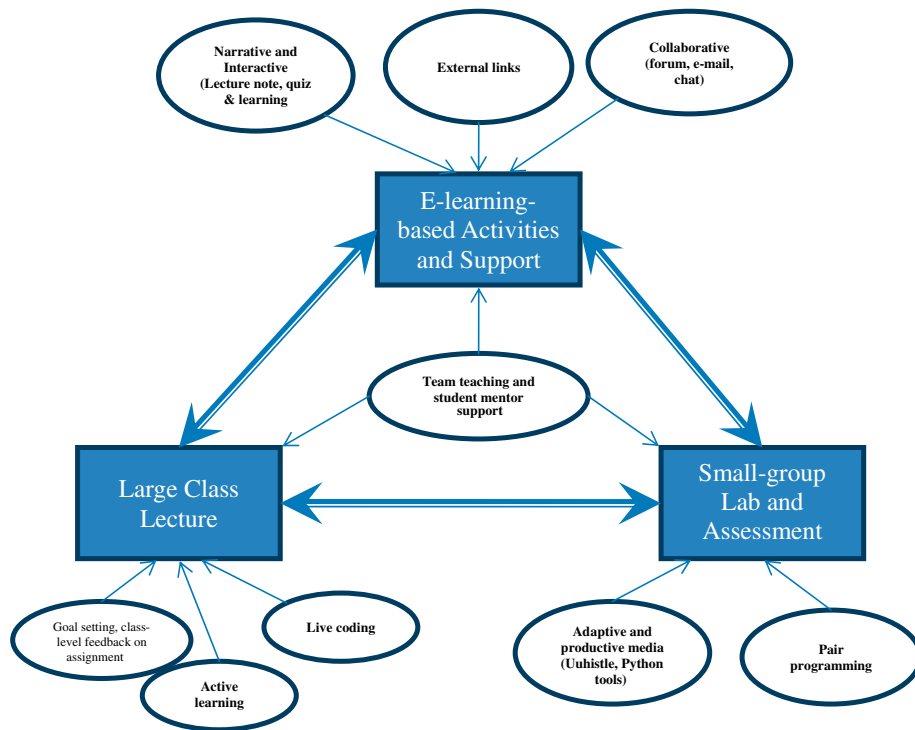 Narrative and
Interactive
(Lecture note, quiz
& learning
External links
Collaborative
(forum, e-mail,
chat)
E-learning-
based Activities
and Support
Team teaching and
student mentor
support
Large Class
Lecture
Small-group
Lab and
Assessment
Goal setting, class-
level feedback on
assignment
Live coding
Active
learning
Adaptive and
productive media
(Uuhistle, Python
tools)
Pair
programming